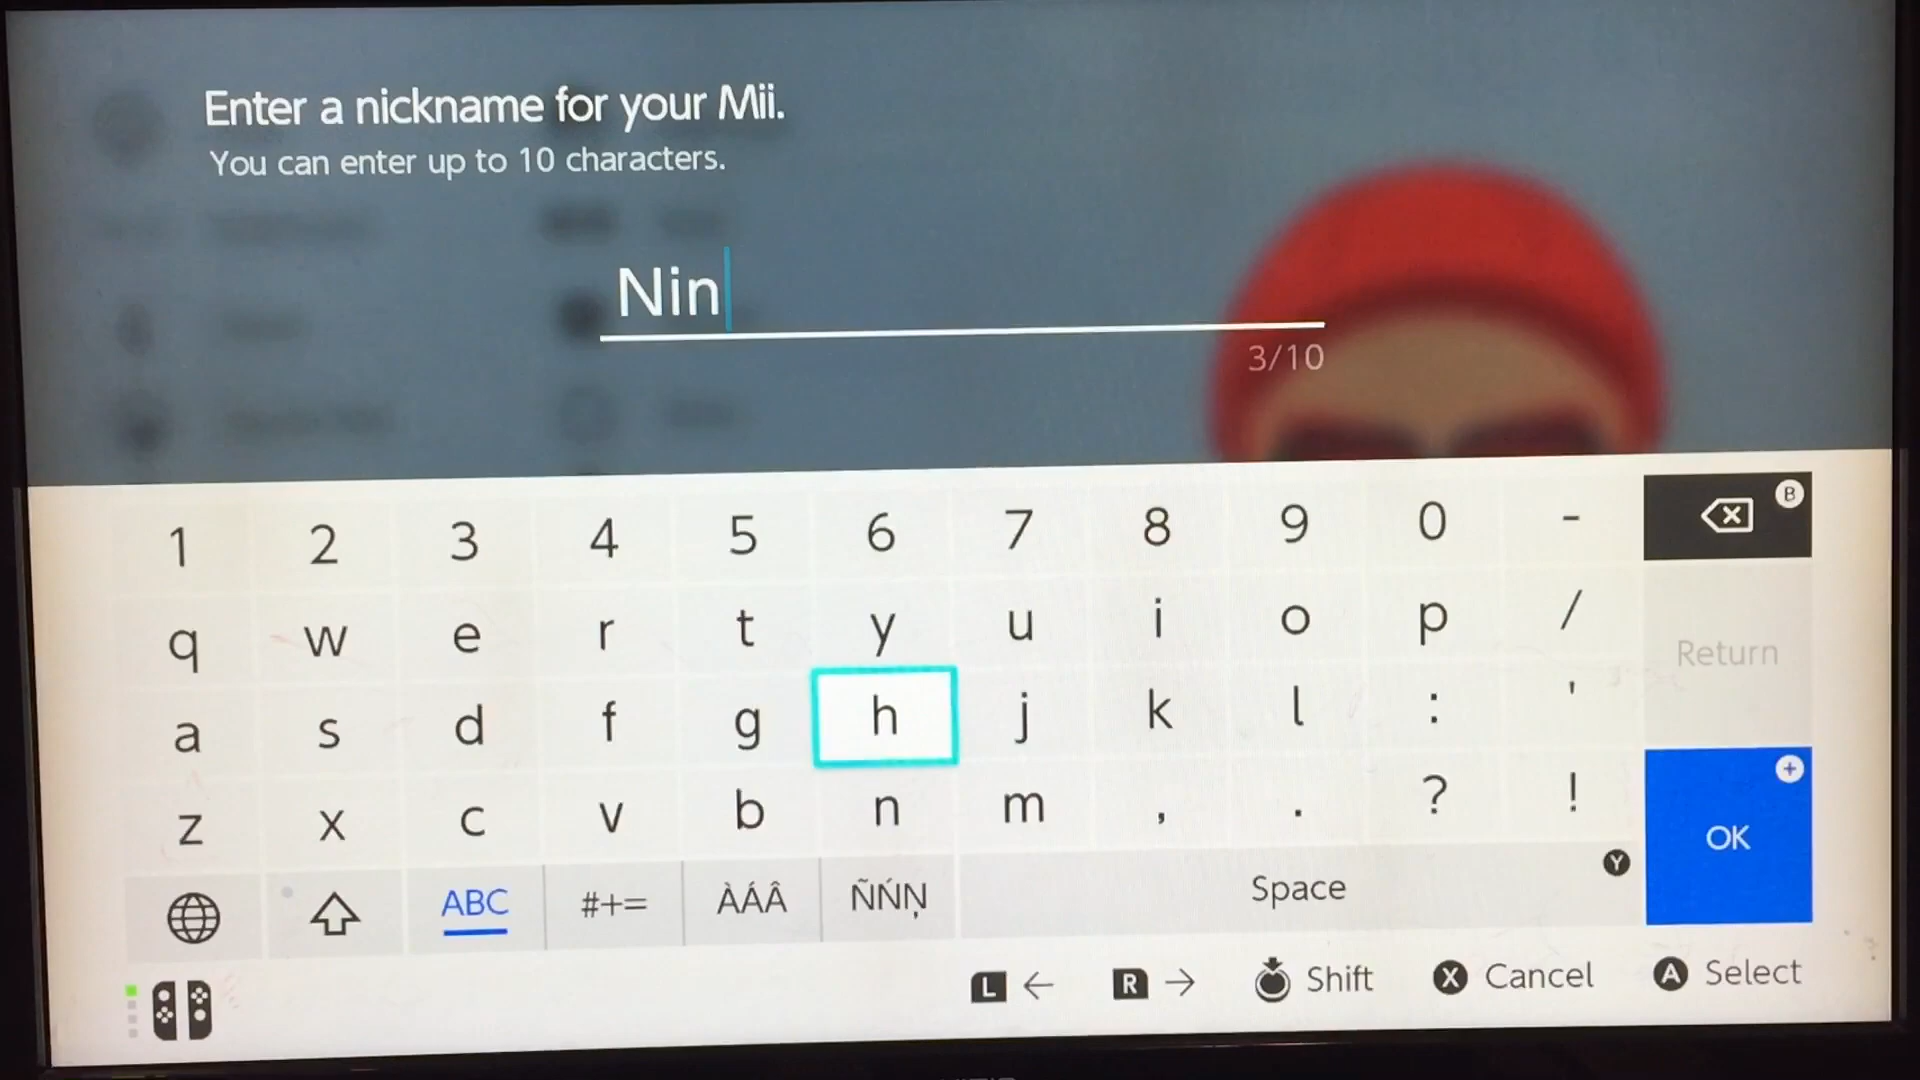 Enter a nickname for your Mii.
You can enter up to 10 characters.
Nin
3/10
1 2 3 4 5 6 7 8 9 0 - B
q w e r t y u i o p / Return
a s d f g h j k l : '
z x c v b n m , . ? ! + OK
ABC #+= ÀÁÂ ÑŃŅ Space Y
L ← R → Shift X Cancel A Select